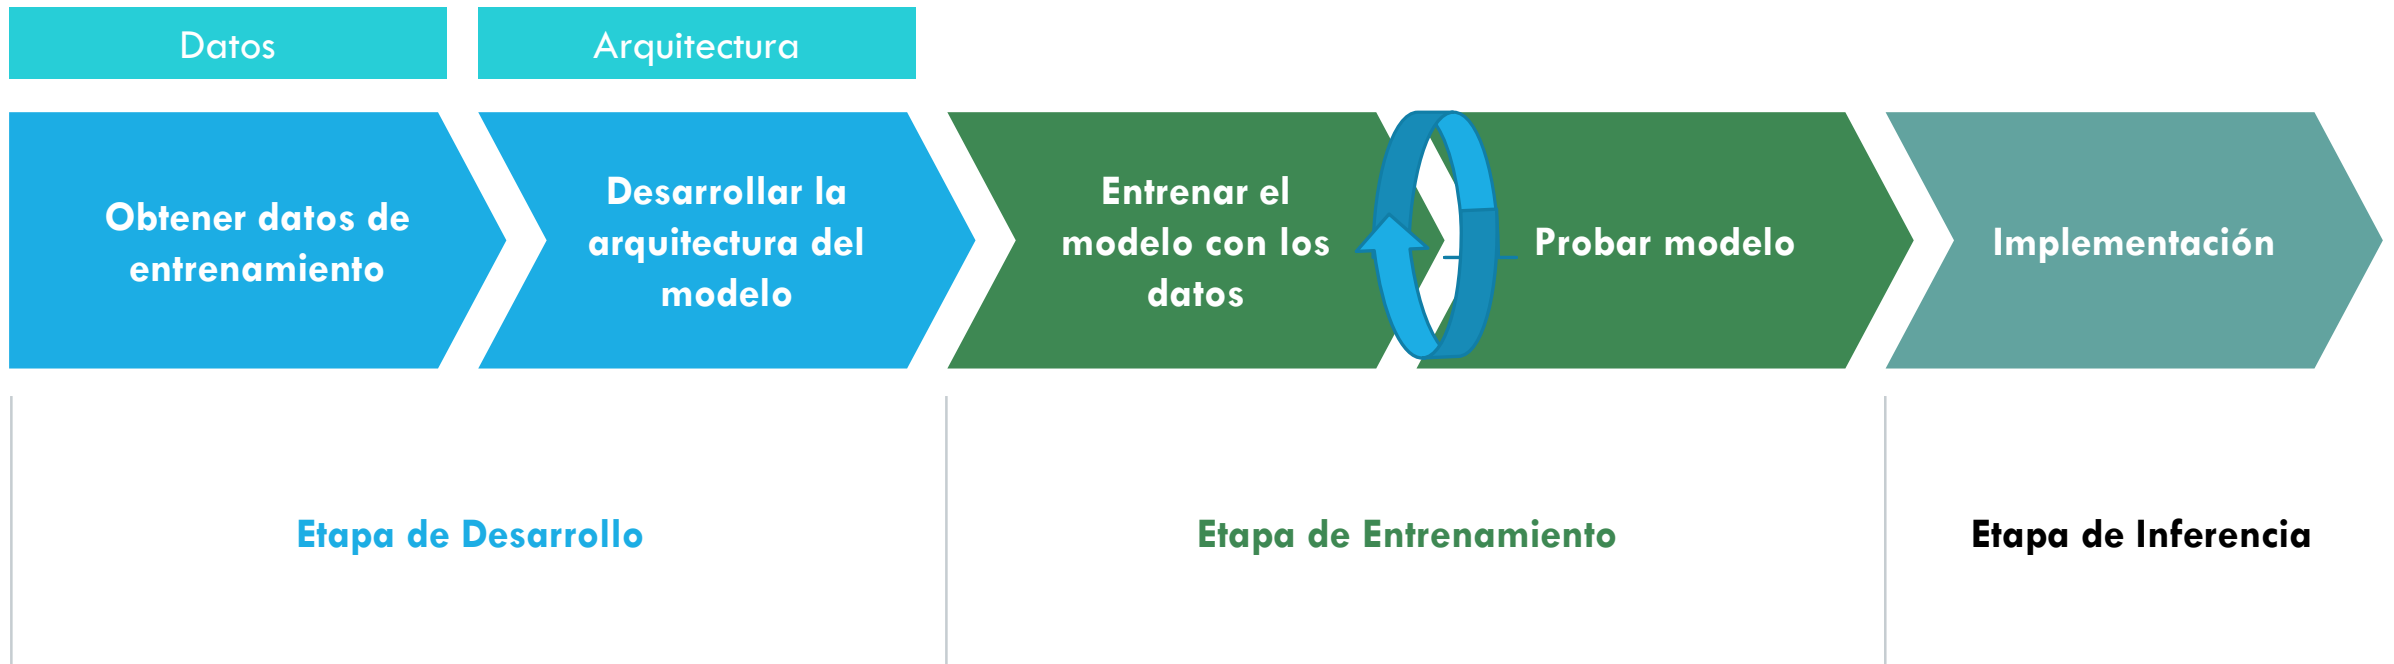 Datos
Arquitectura
Obtener datos de
entrenamiento
Desarrollar la
arquitectura del
modelo
Entrenar el
modelo con los
datos
Probar modelo
Implementación
Etapa de Desarrollo
Etapa de Entrenamiento
Etapa de Inferencia